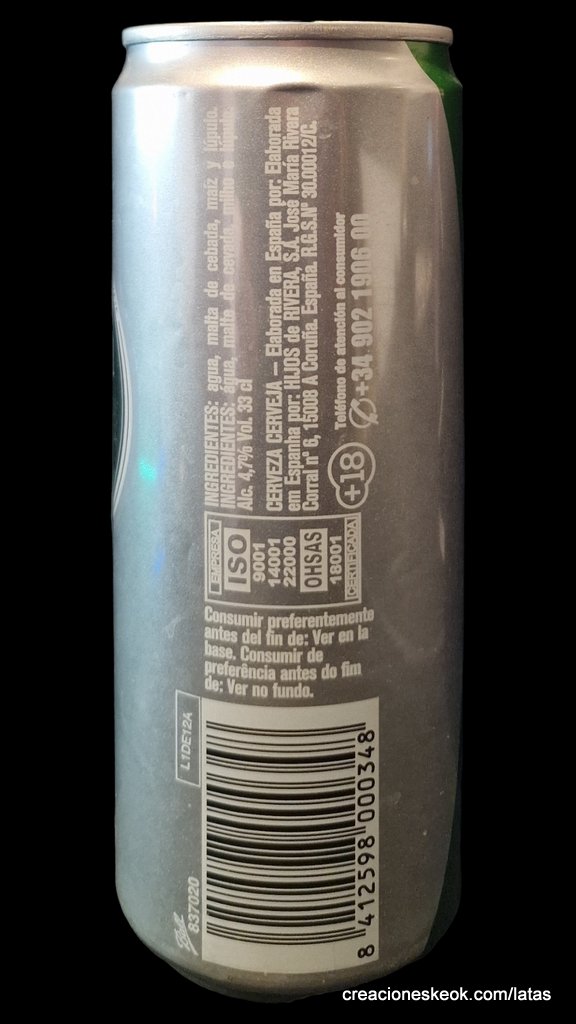 INGREDIENTES: agua, malta de cebada, maíz y lúpulo.
INGREDIENTES: água, malte de cevada, milho e
Alc. 4,7% Vol. 33 cl
CERVEZA CERVEJA – Elaborada en España por: Elaborada
em Espanha por: HIJOS de RIVERA, S.A. José María Rivera
Corral nº 6, 15008 A Coruña. España. R.G.S.Nº 30.00012/C.
Teléfono de atención al consumidor
+18
+34 902 1906 00
EMPRESA
ISO
9001
14001
22000
OHSAS
18001
CERTIFICADA
Consumir preferentemente
antes del fin de: Ver en la
base. Consumir de
preferência antes do fim
de: Ver no fundo.
L1DE12A
Ball
837020
8 412598 000348
creacioneskeok.com/latas